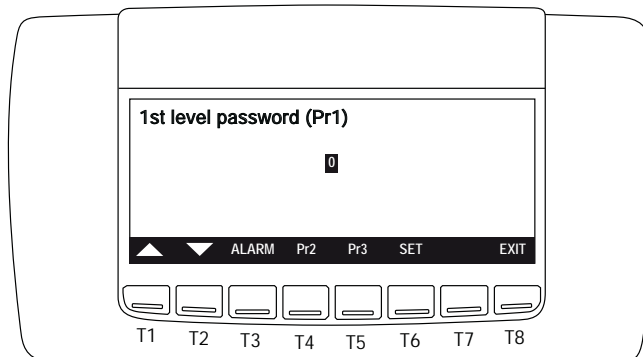 1st level password (Pr1)
0
ALARM Pr2 Pr3 SET EXIT
T1 T2 T3 T4 T5 T6 T7 T8